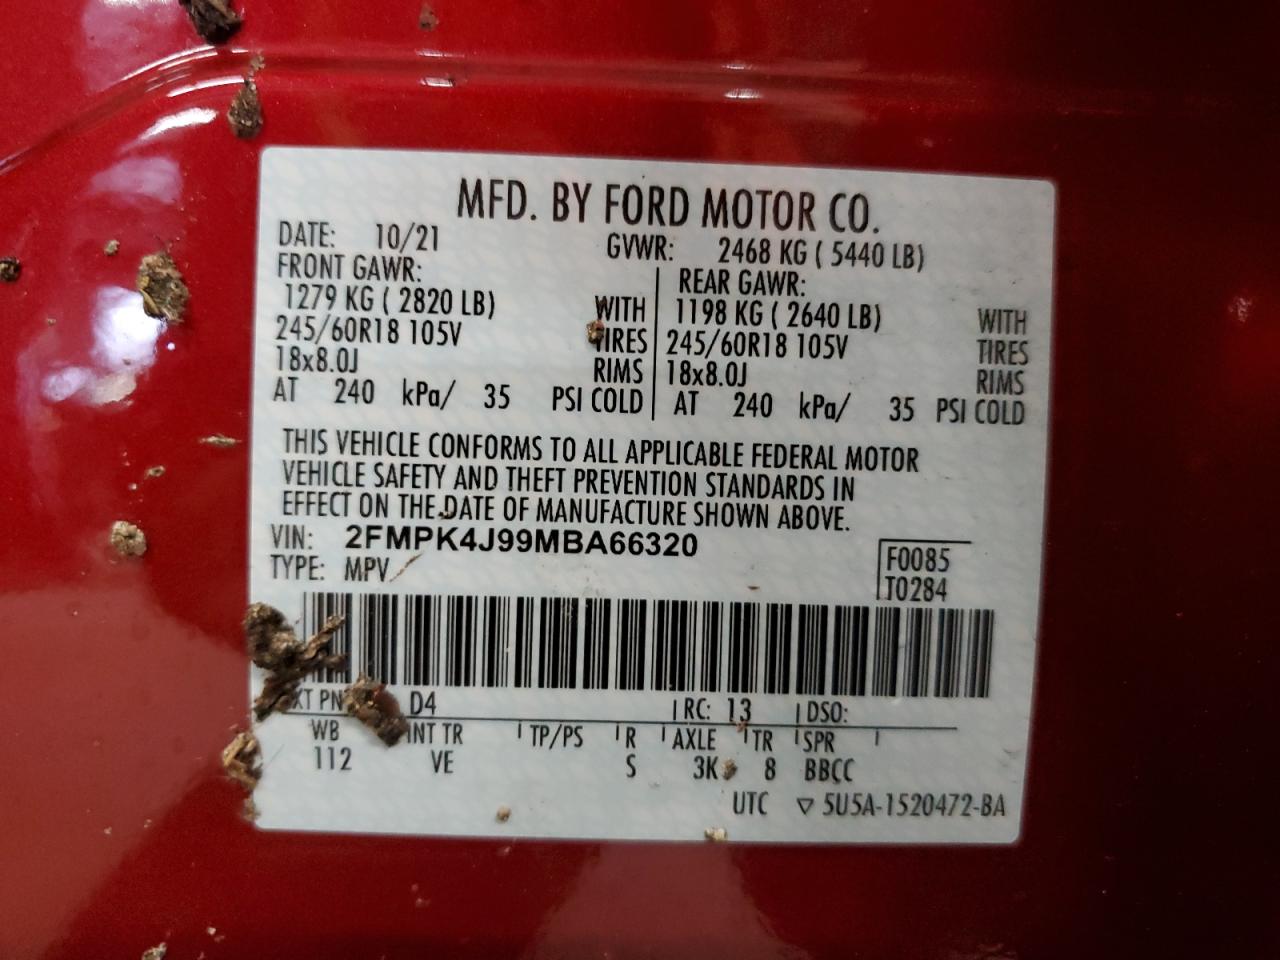 MFD. BY FORD MOTOR CO.
DATE: 10/21 GVWR: 2468 KG ( 5440 LB)
FRONT GAWR: REAR GAWR:
1279 KG ( 2820 LB) WITH 1198 KG ( 2640 LB) WITH
245/60R18 105V TIRES 245/60R18 105V TIRES
18x8.0J RIMS 18x8.0J RIMS
AT 240 kPa/ 35 PSI COLD AT 240 kPa/ 35 PSI COLD
THIS VEHICLE CONFORMS TO ALL APPLICABLE FEDERAL MOTOR
VEHICLE SAFETY AND THEFT PREVENTION STANDARDS IN
EFFECT ON THE DATE OF MANUFACTURE SHOWN ABOVE.
VIN: 2FMPK4J99MBA66320 F0085
TYPE: MPV T0284
EXT PNT D4 RC: 13 DSO:
WB INT TR TP/PS R AXLE TR SPR
112 VE S 3K 8 BBCC
UTC ▽ 5U5A-1520472-BA